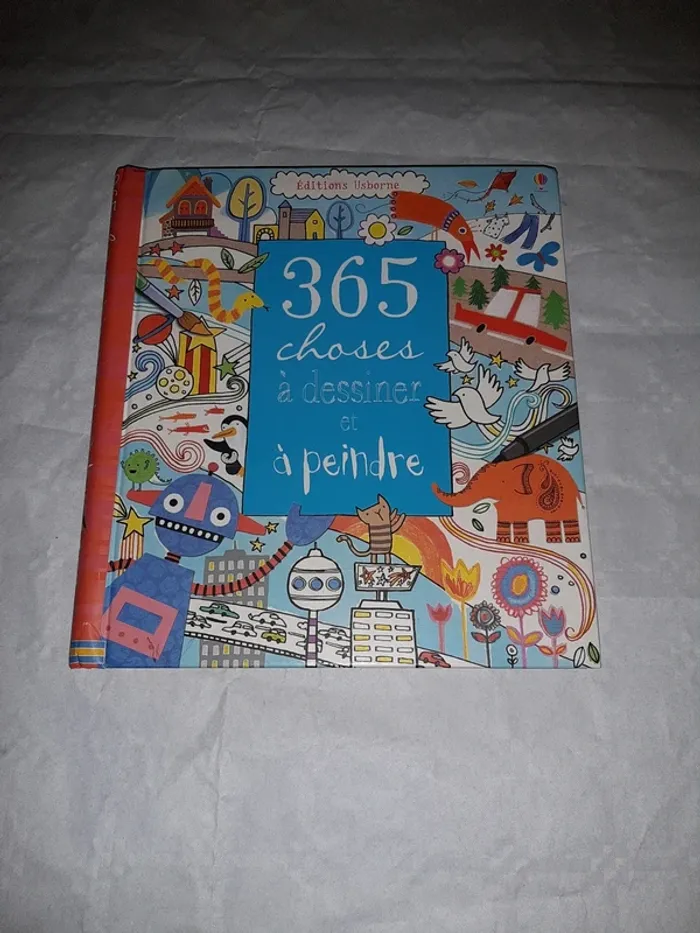 Éditions Usborne
365
choses
à dessiner
et
à peindre